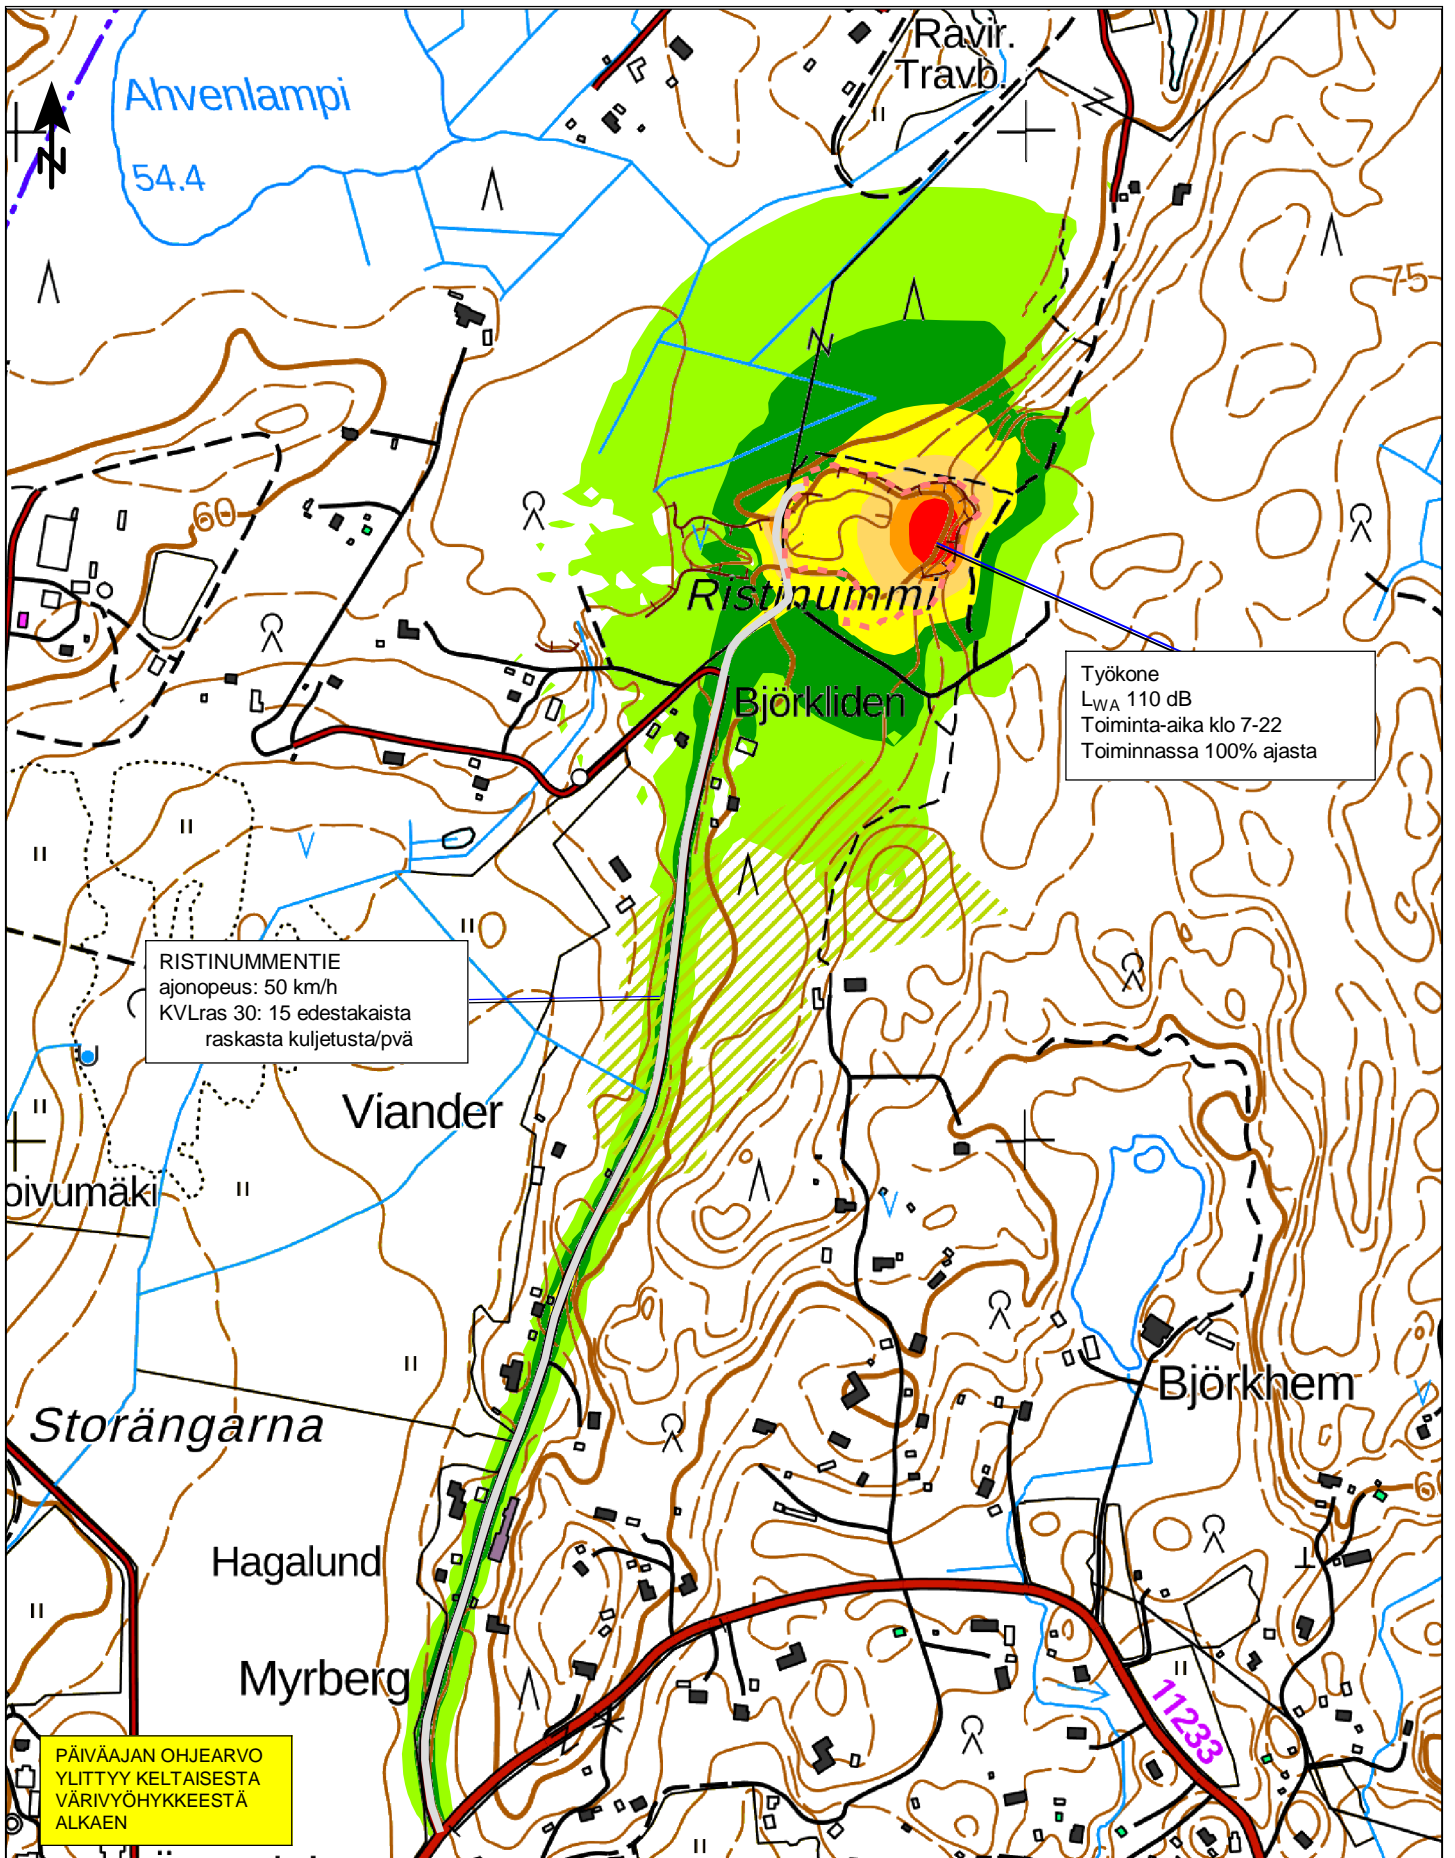 Ravir.
Travb.
Ahvenlampi
54.4
N
75
60
Ristinummi
Björkliden
Työkone
LWA 110 dB
Toiminta-aika klo 7-22
Toiminnassa 100% ajasta
RISTINUMMENTIE
ajonopeus: 50 km/h
KVLras 30: 15 edestakaista
raskasta kuljetusta/pvä
Viander
oivumäki
Björkhem
Storängarna
60
Hagalund
Myrberg
11233
PÄIVÄAJAN OHJEARVO
YLITTYY KELTAISESTA
VÄRIVYÖHYKKEESTÄ
ALKAEN